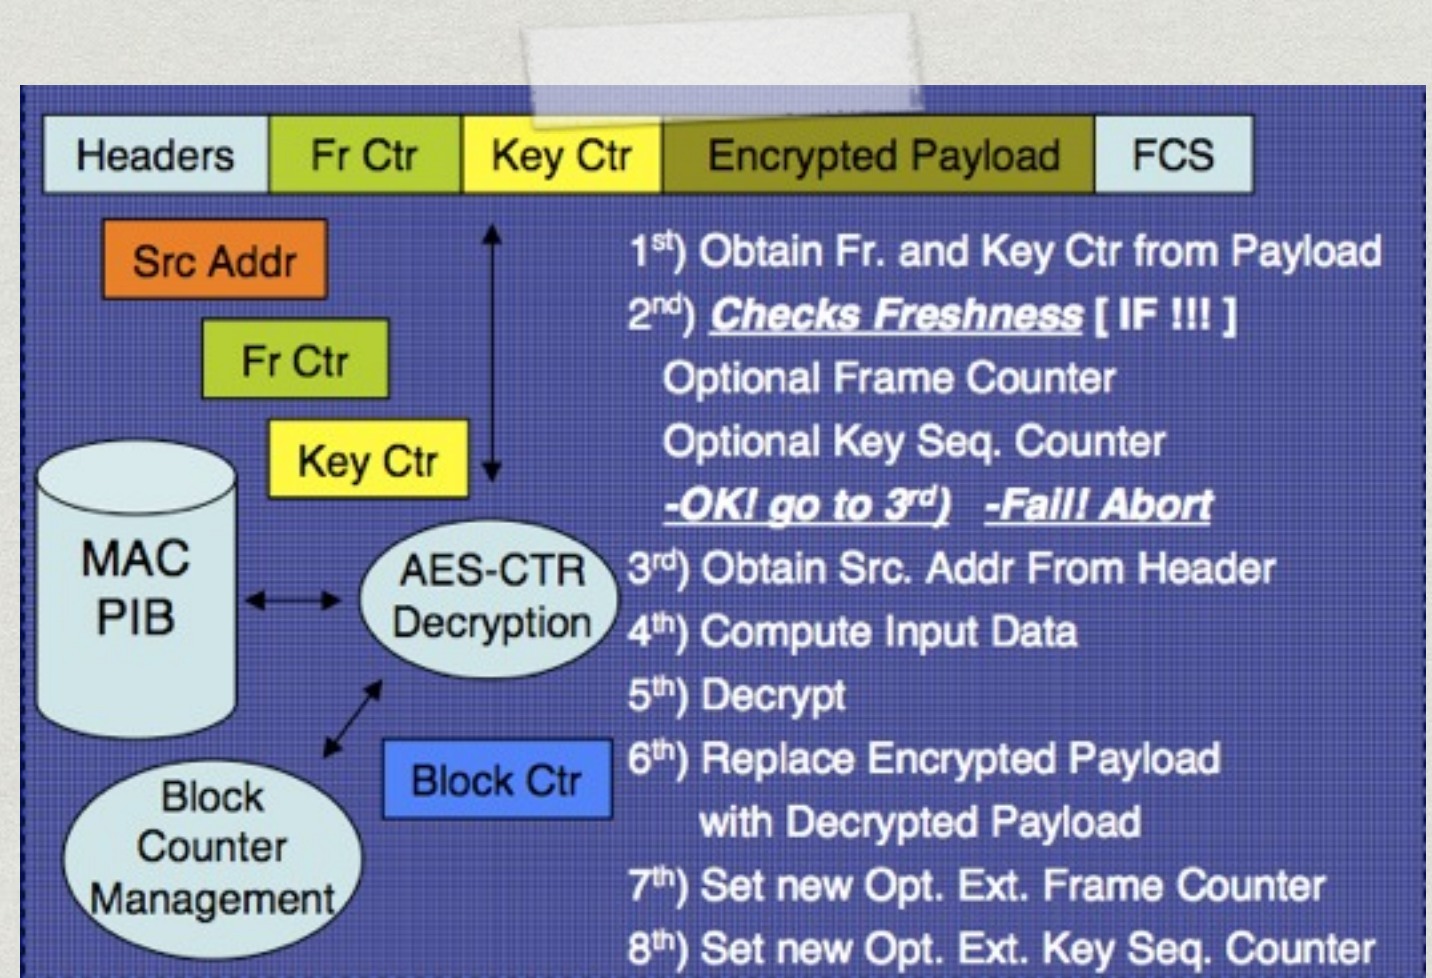 Headers Fr Ctr Key Ctr Encrypted Payload FCS
Src Addr
Fr Ctr
Key Ctr
MAC
PIB
AES-CTR
Decryption
Block Ctr
Block
Counter
Management
1st) Obtain Fr. and Key Ctr from Payload
2nd) Checks Freshness [ IF !!! ]
Optional Frame Counter
Optional Key Seq. Counter
-OK! go to 3rd) -Fail! Abort
3rd) Obtain Src. Addr From Header
4th) Compute Input Data
5th) Decrypt
6th) Replace Encrypted Payload
with Decrypted Payload
7th) Set new Opt. Ext. Frame Counter
8th) Set new Opt. Ext. Key Seq. Counter